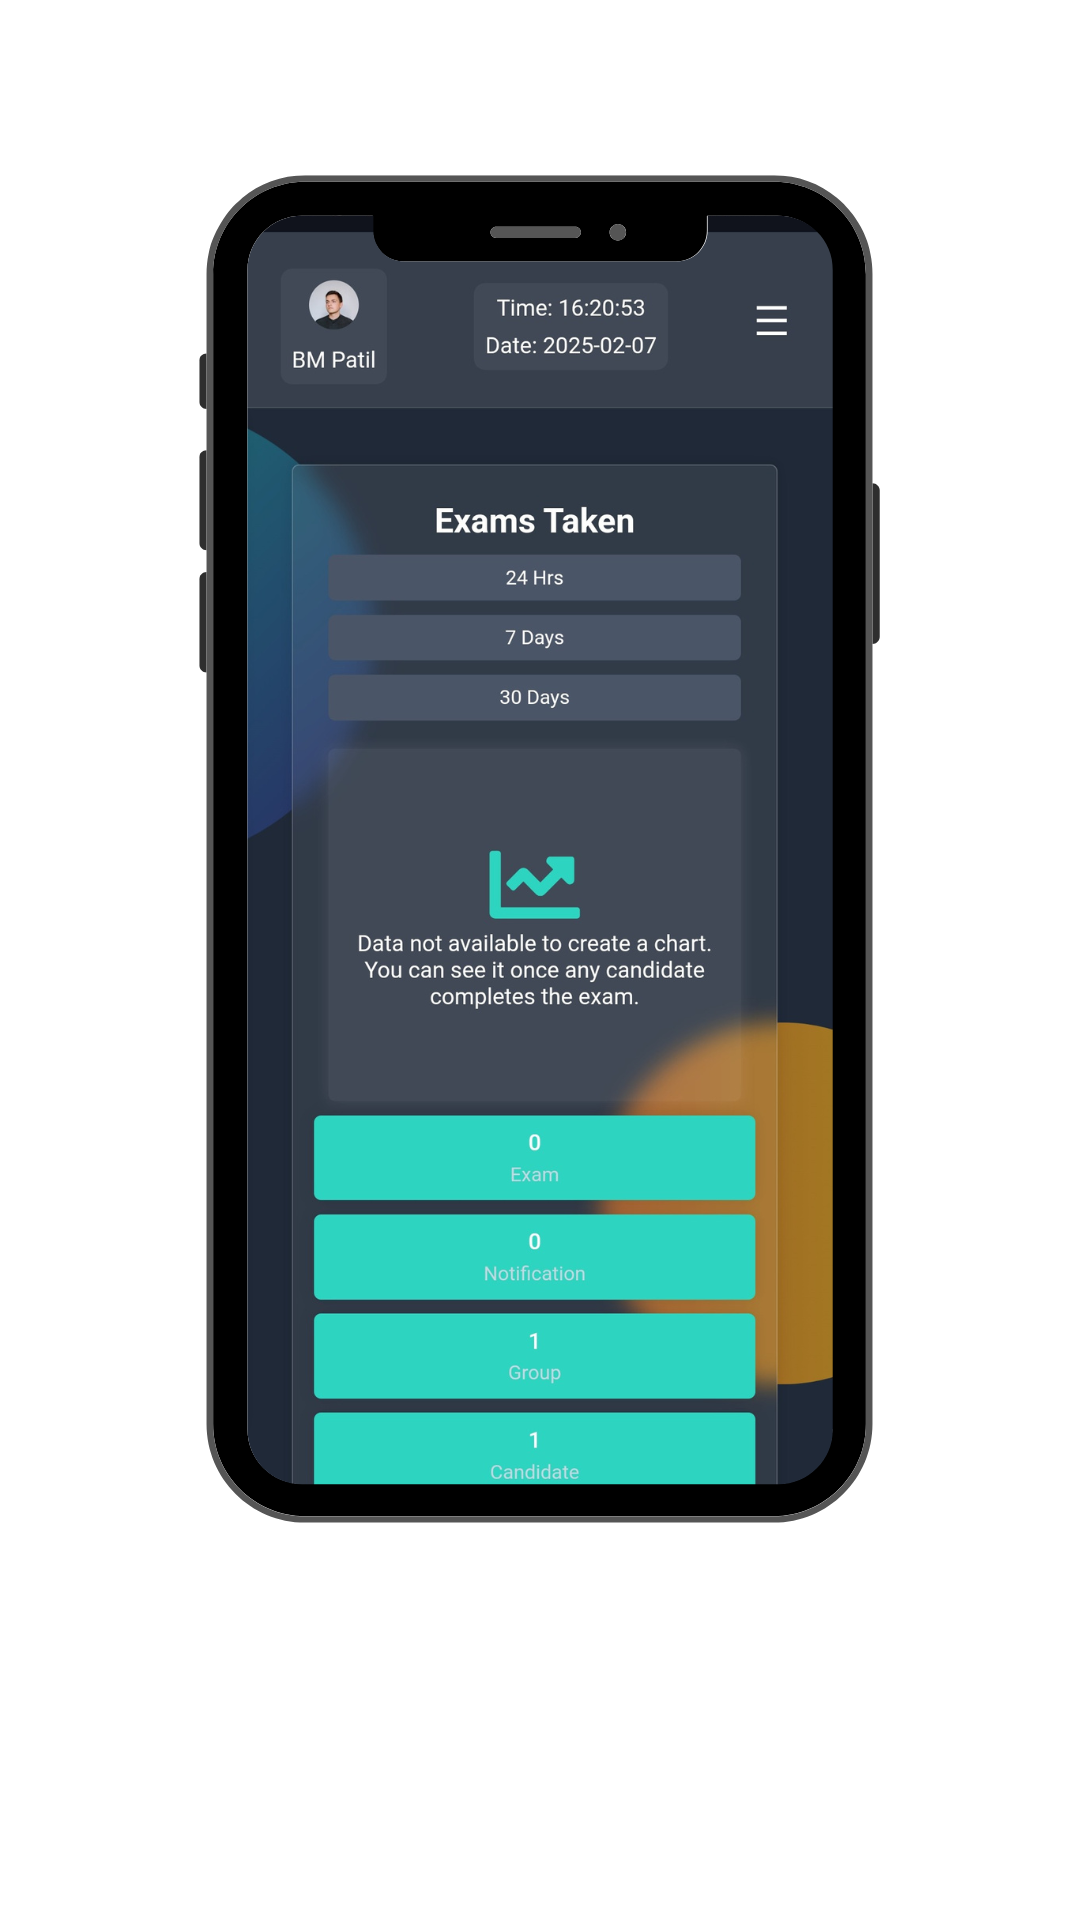 BM Patil
Time: 16:20:53
Date: 2025-02-07
Exams Taken
24 Hrs
7 Days
30 Days
Data not available to create a chart.
You can see it once any candidate
completes the exam.
0
Exam
0
Notification
1
Group
1
Candidate